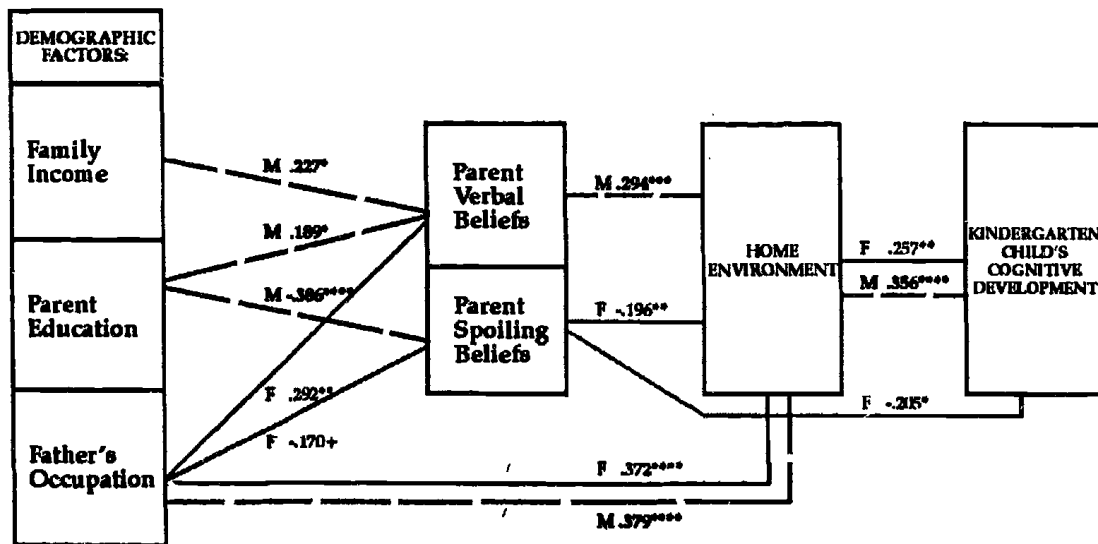 DEMOGRAPHIC
FACTORS:
Family
Income
Parent
Education
Father's
Occupation
M .227*
M .189*
M -.386****
F .292**
F -.170+
Parent
Verbal
Beliefs
Parent
Spoiling
Beliefs
M .294***
F -.196**
HOME
ENVIRONMENT
F .257**
M .356****
F -.205*
F .372****
M .379****
KINDERGARTEN
CHILD'S
COGNITIVE
DEVELOPMENT